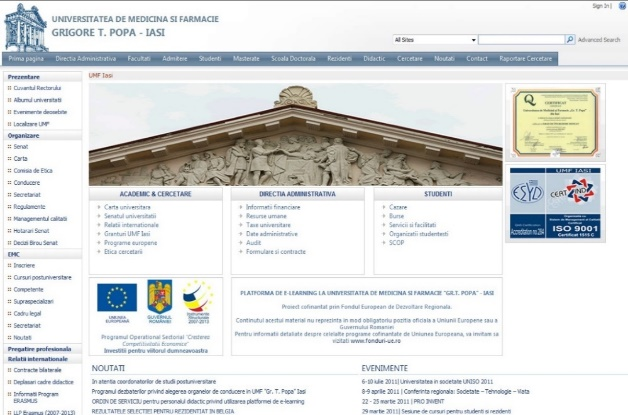 Sign In |
UNIVERSITATEA DE MEDICINA SI FARMACIE
GRIGORE T. POPA - IASI
All Sites
Advanced Search
Prima pagina Directia Administrativa Facultati Admitere Studenti Masterate Scoala Doctorala Rezidenti Didactic Cercetare Noutati Contact Raportare Cercetare
Prezentare
Cuvantul Rectorului
Albumul universitatii
Evenimente deosebite
Localizare UMF
Organizare
Senat
Carta
Comisia de Etica
Conducere
Secretariat
Regulamente
Managementul calitatii
Hotarari Senat
Decizii Birou Senat
EMC
Inscriere
Cursuri postuniversitare
Competente
Supraspecializari
Cadru legal
Secretariat
Noutati
Pregatire profesionala
Relatii internationale
Contracte bilaterale
Deplasari cadre didactice
Informatii Program
ERASMUS
LLP Erasmus (2007-2013)
UMF Iasi
ACADEMIC & CERCETARE
Carta universitara
Senatul universitatii
Relatii internationale
Granturi UMF Iasi
Programe europene
Etica cercetarii
DIRECTIA ADMINISTRATIVA
Informatii financiare
Resurse umane
Taxe universitare
Date administrative
Audit
Formulare si contracte
STUDENTI
Cazare
Burse
Servicii si facilitati
Organizatii studentesti
SCOP
CERTIFICAT
UMF IASI
ESYD
CERT IND
Accreditation no.294
ISO 9001
Certificat 1015 C
UNIUNEA EUROPEANA
GUVERNUL ROMANIEI
Instrumente Structurale
2007-2013
Programul Operational Sectorial "Cresterea
Competitivitatii Economice"
Investitii pentru viitorul dumneavoastra
PLATFORMA DE E-LEARNING LA UNIVERSITATEA DE MEDICINA SI FARMACIE "GR.T. POPA" - IASI
Proiect cofinantat prin Fondul European de Dezvoltare Regionala.
Continutul acestui material nu reprezinta in mod obligatoriu pozitia oficiala a Uniunii Europene sau a
Guvernului Romaniei
Pentru informatii detaliate despre celelalte programe cofinantate de Uniunea Europeana, va invitam sa
vizitati www.fonduri-ue.ro
NOUTATI
In atentia coordonatorilor de studii postuniversitare
Programul dezbaterilor privind alegerea organelor de conducere in UMF "Gr. T. Popa" Iasi
ORDIN DE SERVICIU pentru personalul didactic privind utilizarea platformei de e-learning
REZULTATELE SELECTIEI PENTRU REZIDENTIAT IN BELGIA
EVENIMENTE
6-10 iulie 2011| Universitatea in societate UNISO 2011
8-9 aprilie 2011 | Conferinta regionala: Societate –Tehnologie – Viata
22 - 25 martie 2011 | PRO INVENT
29 martie 2011| Sesiune de cursuri pentru studenti si rezidenti